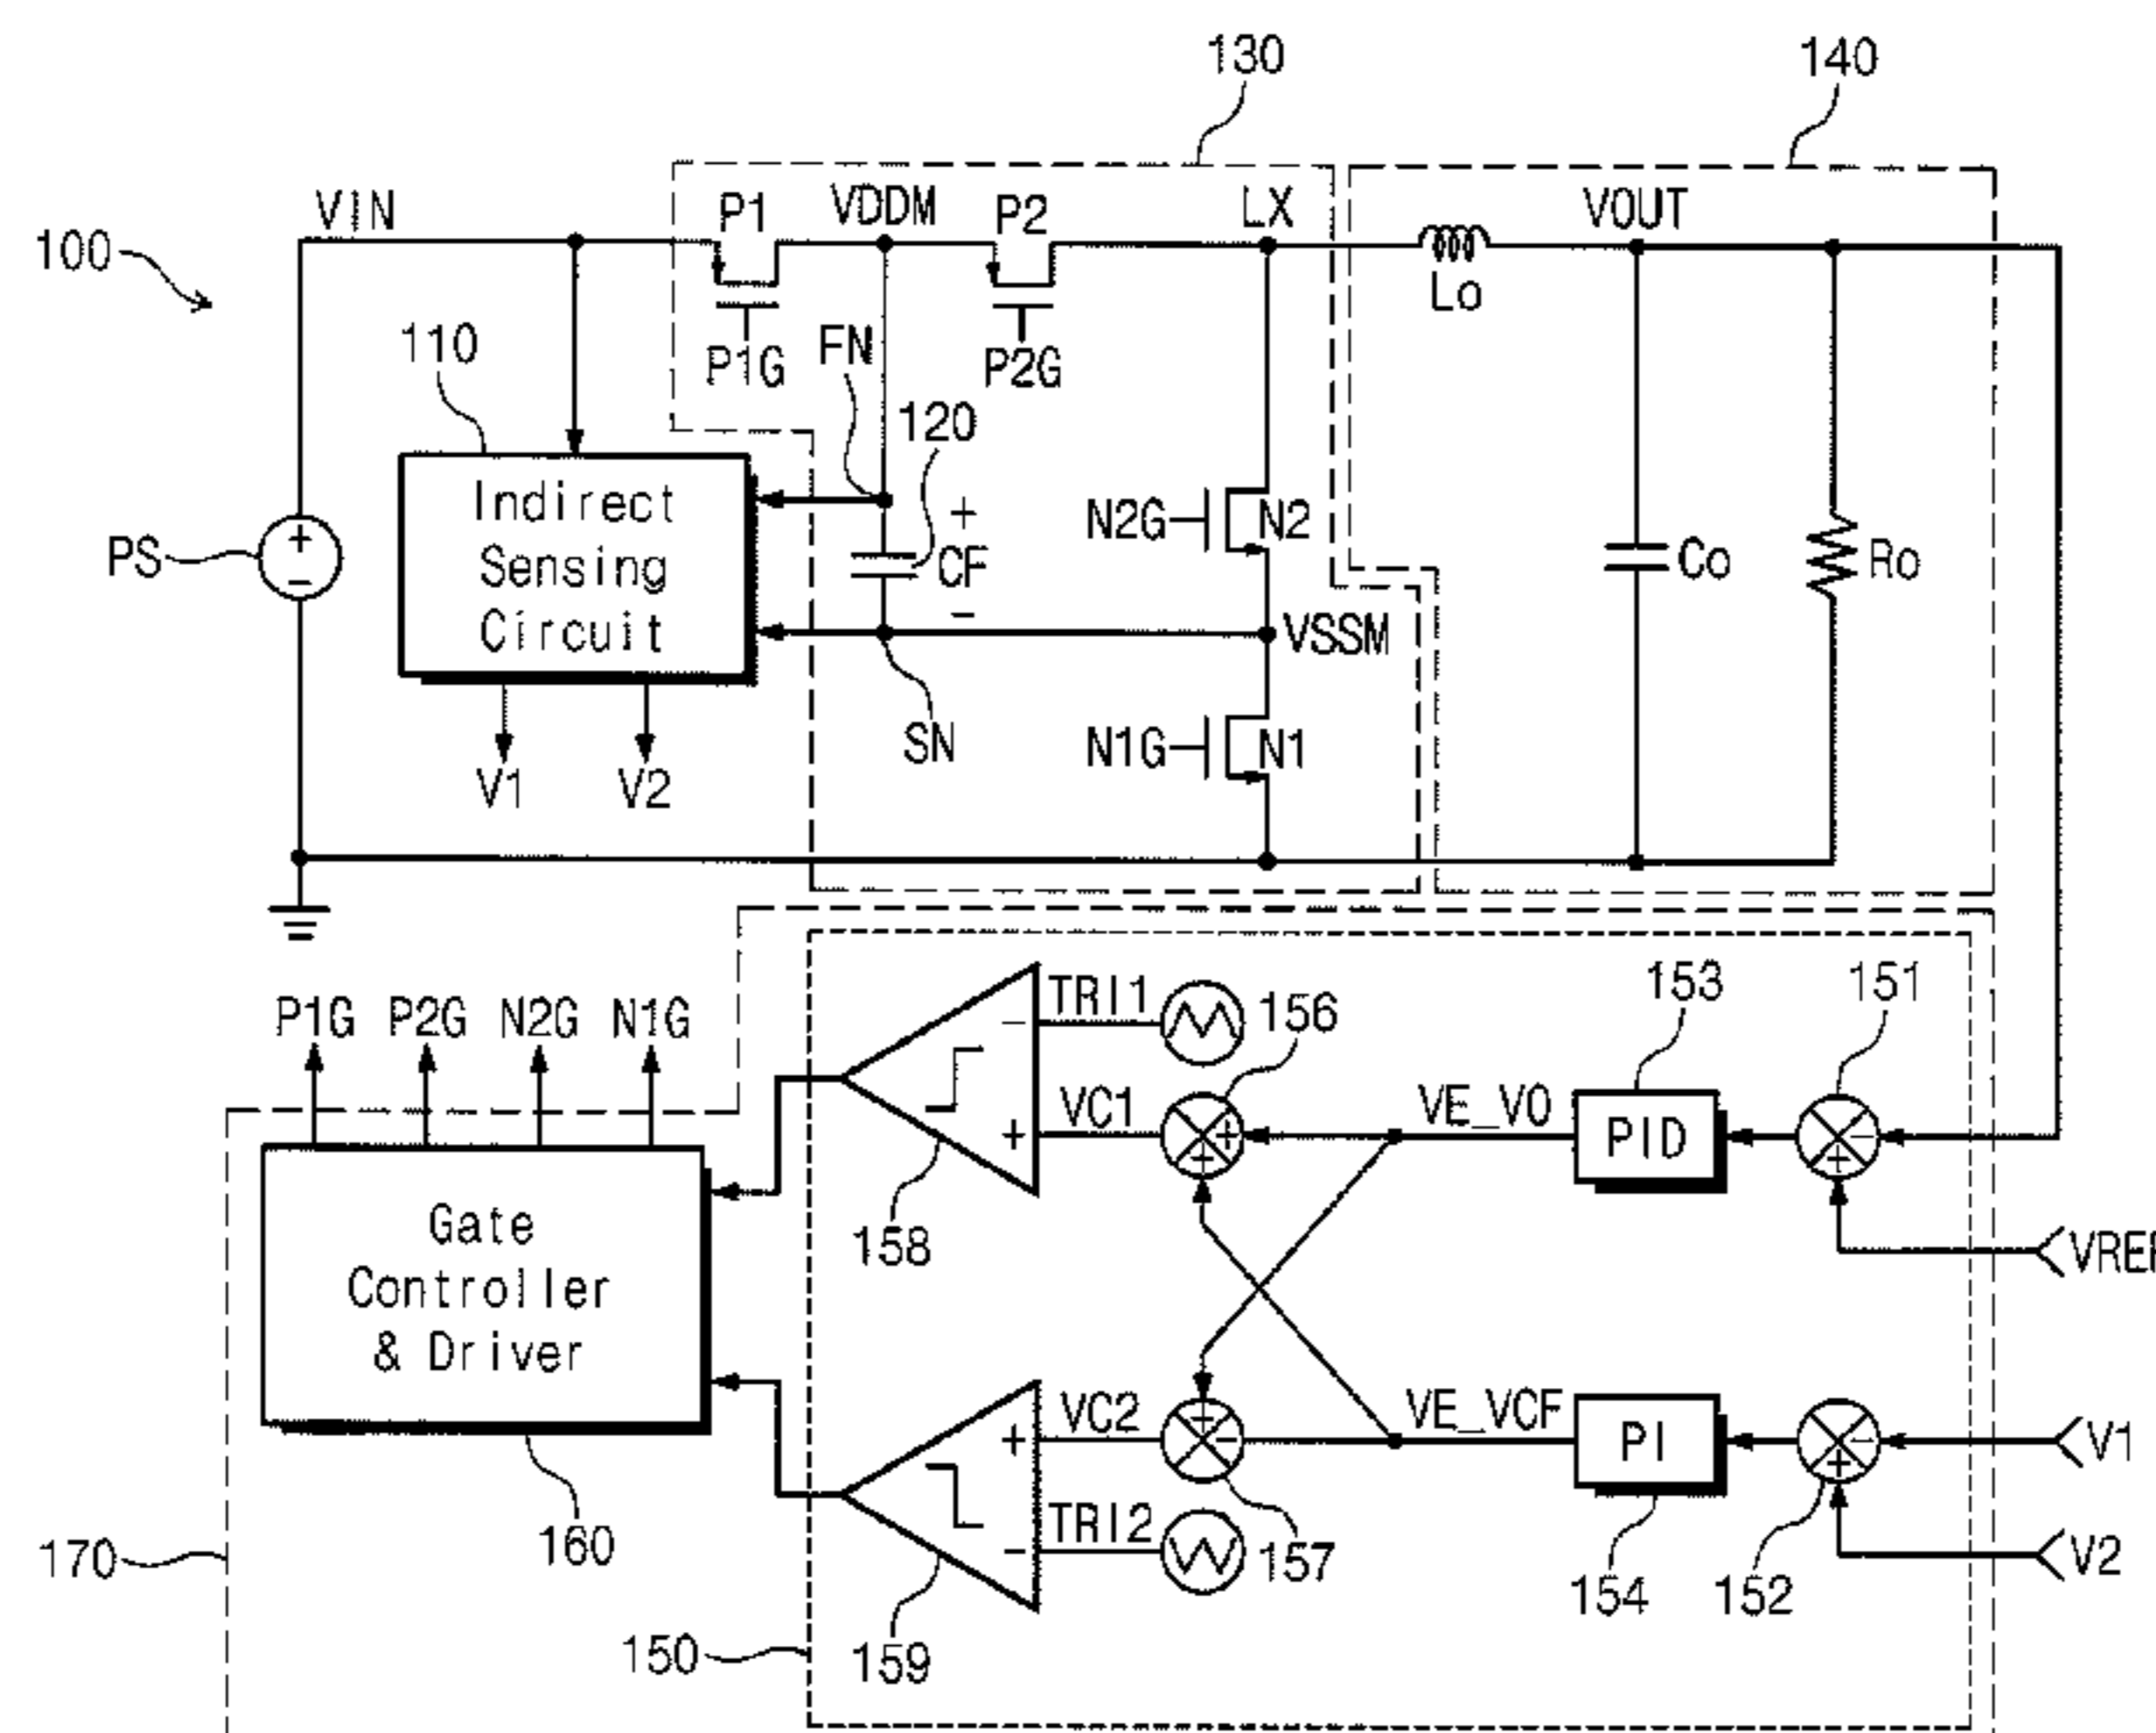 130
140
VIN
P1
VDDM
P2
LX
VOUT
100
Lo
110
P1G
FN
P2G
120
Indirect
Sensing
Circuit
+
CF
-
N2G
N2
PS
+
-
Co
Ro
VSSM
SN
N1G
N1
V1
V2
P1G
P2G
N2G
N1G
TRI1
156
153
151
-
+
VC1
+
+
VE_VO
PID
-
+
158
Gate
Controller
& Driver
VREF
VC2
+
-
VE_VCF
PI
-
+
V1
+
-
TRI2
V2
170
160
157
154
152
150
159